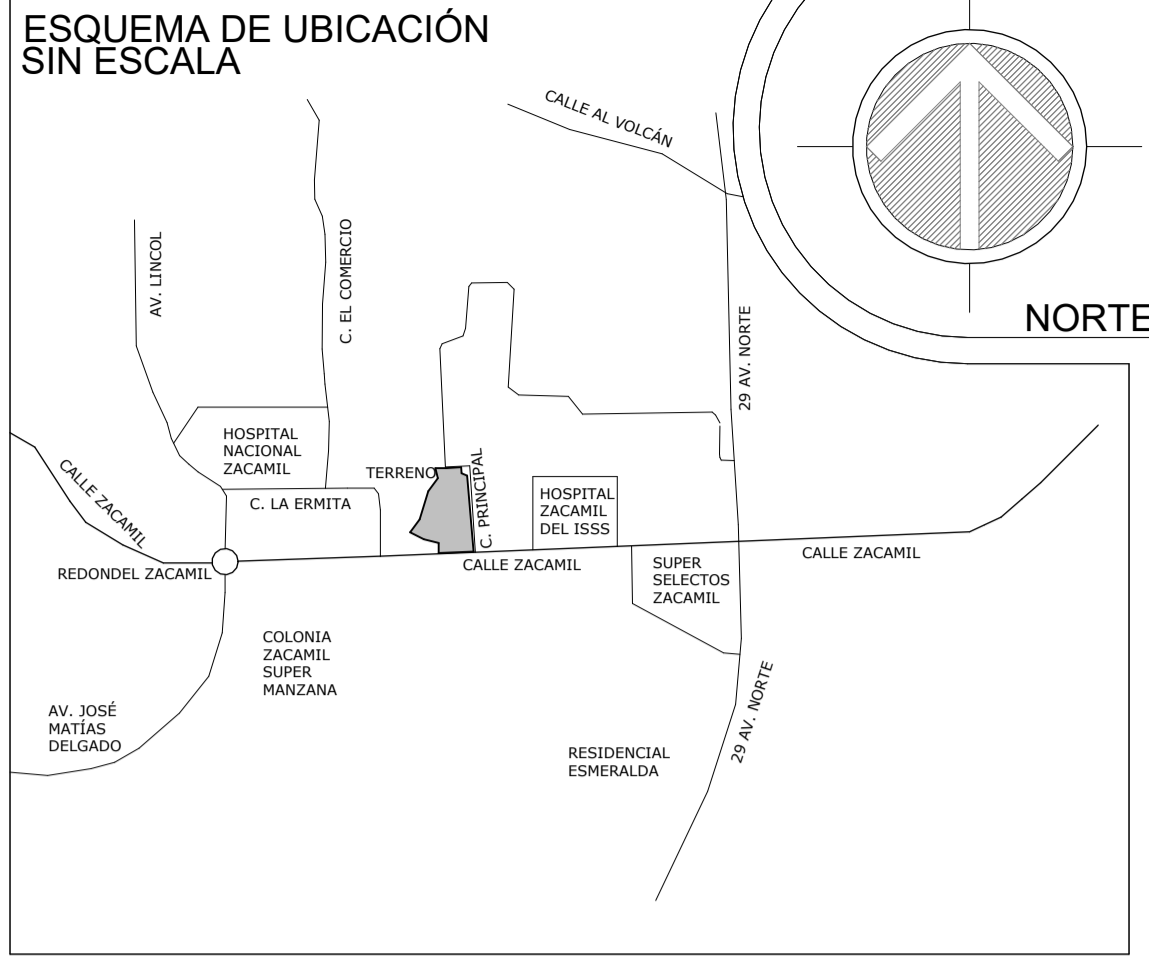 ESQUEMA DE UBICACIÓN
SIN ESCALA
CALLE AL VOLCÁN
NORTE
AV. LINCOL
C. EL COMERCIO
29 AV. NORTE
HOSPITAL
NACIONAL
ZACAMIL
CALLE ZACAMIL
TERRENO
C. LA ERMITA
C. PRINCIPAL
HOSPITAL
ZACAMIL
DEL ISSS
REDONDEL ZACAMIL
CALLE ZACAMIL
CALLE ZACAMIL
SUPER
SELECTOS
ZACAMIL
COLONIA
ZACAMIL
SUPER
MANZANA
AV. JOSÉ
MATÍAS
DELGADO
29 AV. NORTE
RESIDENCIAL
ESMERALDA